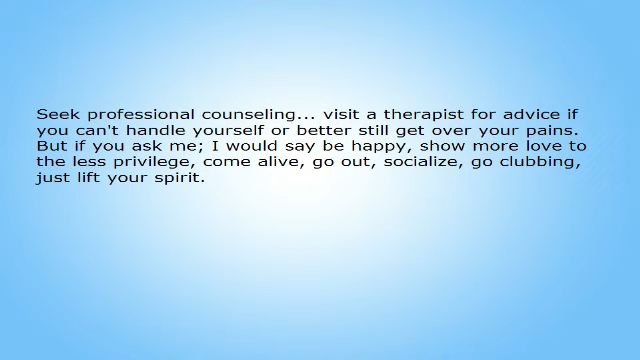 Seek professional counseling... visit a therapist for advice if
you can't handle yourself or better still get over your pains.
But if you ask me; I would say be happy, show more love to
the less privilege, come alive, go out, socialize, go clubbing,
just lift your spirit.